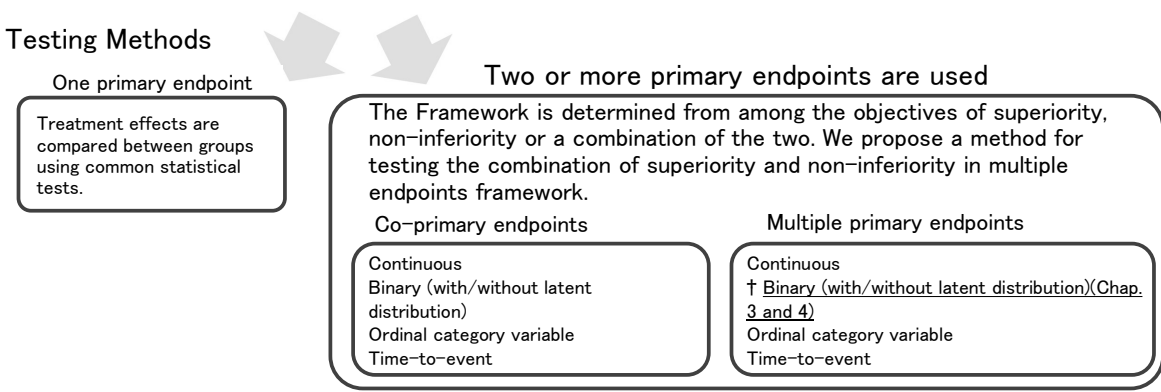 Testing Methods
One primary endpoint
Treatment effects are
compared between groups
using common statistical
tests.
Two or more primary endpoints are used
The Framework is determined from among the objectives of superiority,
non-inferiority or a combination of the two. We propose a method for
testing the combination of superiority and non-inferiority in multiple
endpoints framework.
Co-primary endpoints
Continuous
Binary (with/without latent
distribution)
Ordinal category variable
Time-to-event
Multiple primary endpoints
Continuous
† Binary (with/without latent distribution)(Chap.
3 and 4)
Ordinal category variable
Time-to-event